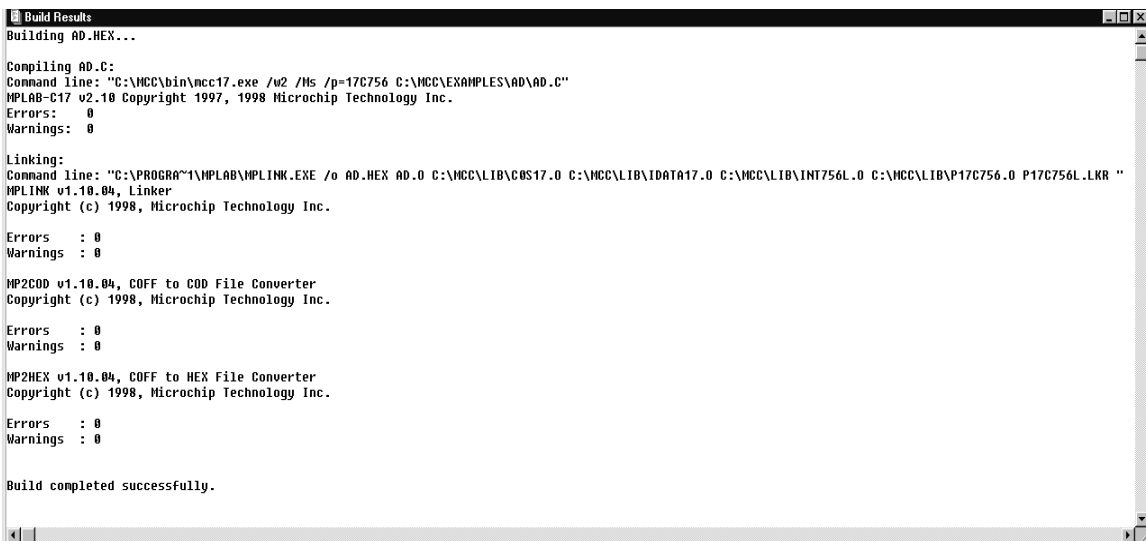 Build Results
Building AD.HEX...
Compiling AD.C:
Command line: "C:\MCC\bin\mcc17.exe /w2 /Ms /p=17C756 C:\MCC\EXAMPLES\AD\AD.C"
MPLAB-C17 v2.10 Copyright 1997, 1998 Microchip Technology Inc.
Errors:    0
Warnings:  0
Linking:
Command line: "C:\PROGRA~1\MPLAB\MPLINK.EXE /o AD.HEX AD.O C:\MCC\LIB\C0S17.O C:\MCC\LIB\IDATA17.O C:\MCC\LIB\INT756L.O C:\MCC\LIB\P17C756.O P17C756L.LKR "
MPLINK v1.10.04, Linker
Copyright (c) 1998, Microchip Technology Inc.
Errors    : 0
Warnings  : 0
MP2COD v1.10.04, COFF to COD File Converter
Copyright (c) 1998, Microchip Technology Inc.
Errors    : 0
Warnings  : 0
MP2HEX v1.10.04, COFF to HEX File Converter
Copyright (c) 1998, Microchip Technology Inc.
Errors    : 0
Warnings  : 0
Build completed successfully.